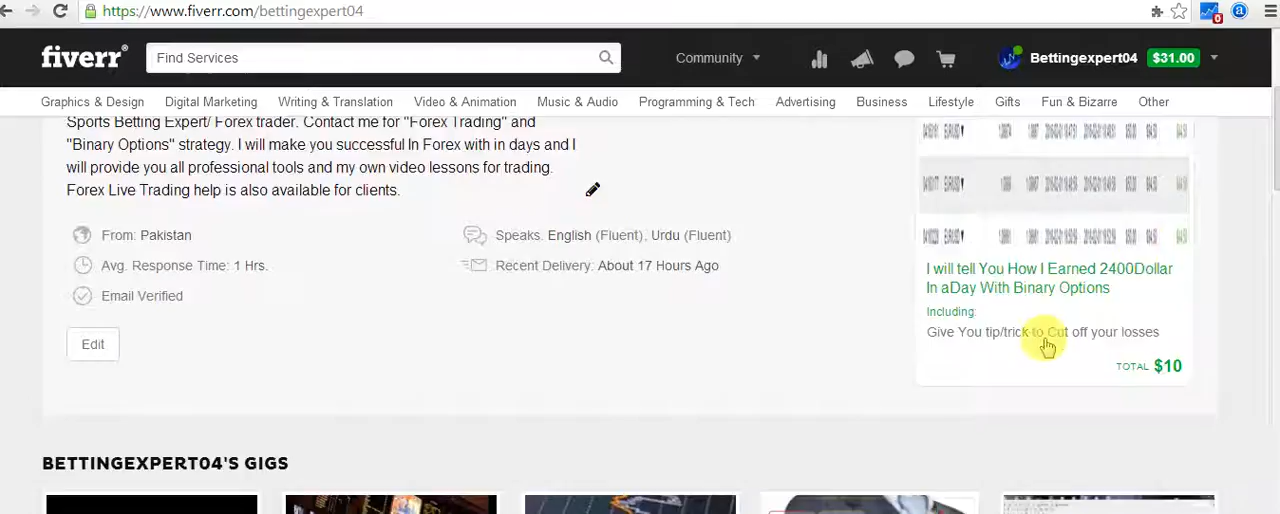 https://www.fiverr.com/bettingexpert04
0
fiverr®
Find Services
Community
Bettingexpert04
$31.00
Graphics & Design
Digital Marketing
Writing & Translation
Video & Animation
Music & Audio
Programming & Tech
Advertising
Business
Lifestyle
Gifts
Fun & Bizarre
Other
Sports Betting Expert/ Forex trader. Contact me for "Forex Trading" and
"Binary Options" strategy. I will make you successful In Forex with in days and I
will provide you all professional tools and my own video lessons for trading.
Forex Live Trading help is also available for clients.
From: Pakistan
Speaks. English (Fluent), Urdu (Fluent)
Avg. Response Time: 1 Hrs.
Recent Delivery: About 17 Hours Ago
Email Verified
Edit
I will tell You How I Earned 2400Dollar
In aDay With Binary Options
Including:
Give You tip/trick to Cut off your losses
TOTAL $10
BETTINGEXPERT04'S GIGS